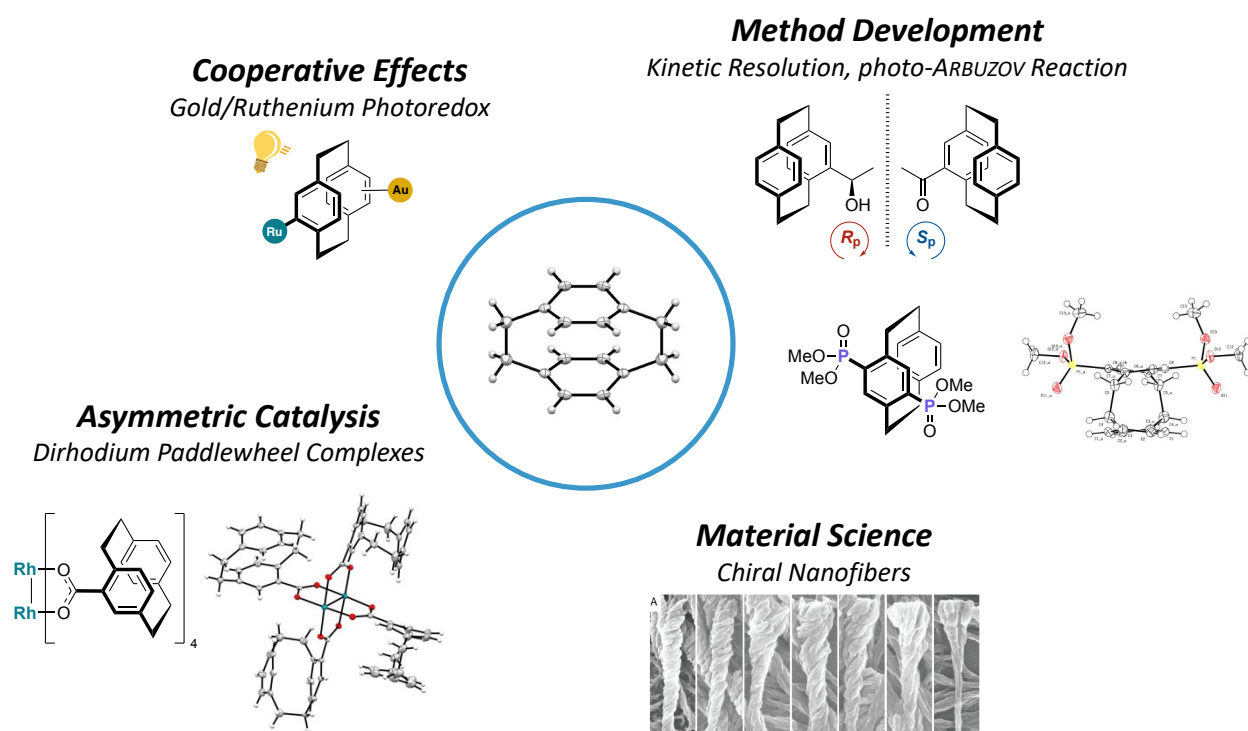 Cooperative Effects
Gold/Ruthenium Photoredox
Au
Ru
Method Development
Kinetic Resolution, photo-ARBUZOV Reaction
OH
O
Rp
Sp
O
MeO
P
MeO
OMe
P
OMe
O
Asymmetric Catalysis
Dirhodium Paddlewheel Complexes
Rh
O
Rh
O
4
Material Science
Chiral Nanofibers
A